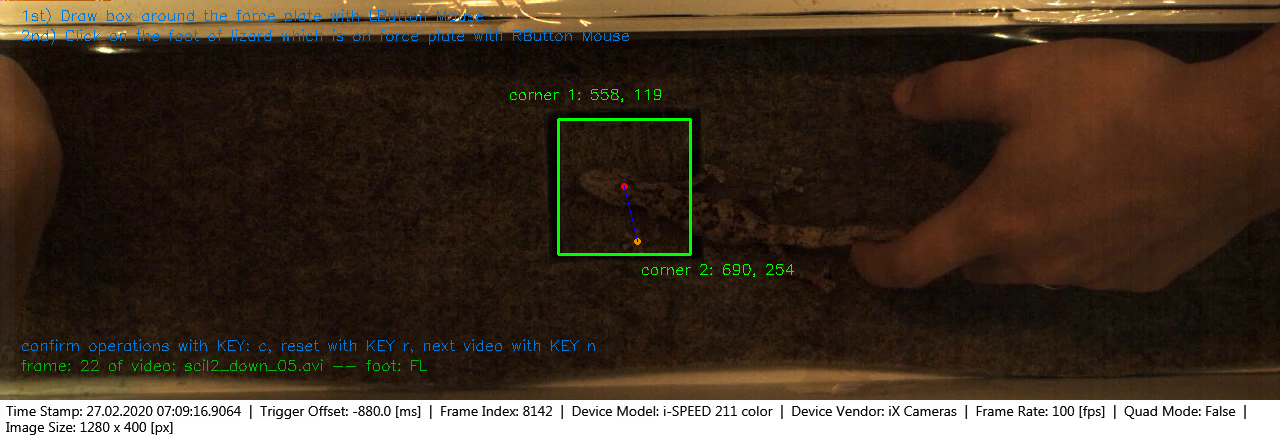 1st) Draw box around the force plate with LButton Mouse
2nd) Click on the foot of lizard which is on force plate with RButton Mouse
corner 1: 558, 119
corner 2: 690, 254
confirm operations with KEY: c, reset with KEY r, next video with KEY n
frame: 22 of video: scil2_down_05.avi -- foot: FL
Time Stamp: 27.02.2020 07:09:16.9064 | Trigger Offset: -880.0 [ms] | Frame Index: 8142 | Device Model: i-SPEED 211 color | Device Vendor: iX Cameras | Frame Rate: 100 [fps] | Quad Mode: False |
Image Size: 1280 x 400 [px]